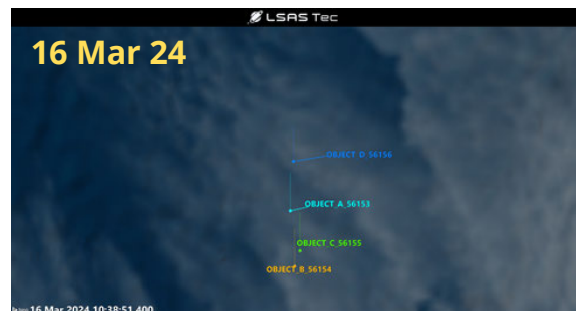 LSAS Tec
16 Mar 24
OBJECT_D_56156
OBJECT_A_56153
OBJECT_C_56155
OBJECT_B_56154
16 Mar 2024 10:38:51.400